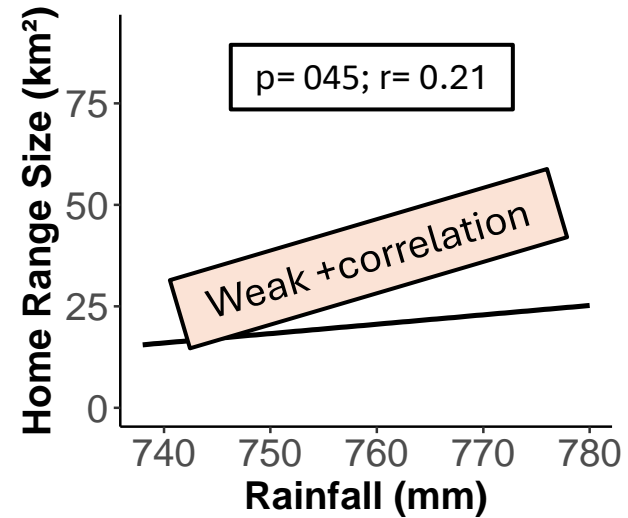 Home Range Size (km²)
p= 045; r= 0.21
75
50
25
0
Weak +correlation
740 750 760 770 780
Rainfall (mm)